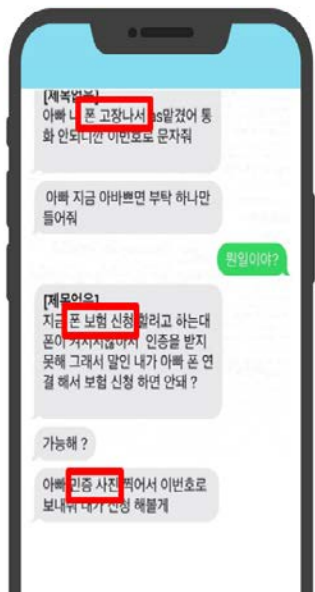 [제목없음]
아빠 나 폰 고장나서 as맡겼어 통
화 안되니깐 이번호로 문자줘
아빠 지금 아바쁘면 부탁 하나만
들어줘
뭔일이야?
[제목없음]
지금 폰 보험 신청 할려고 하는대
폰이 켜지지않아서 인증을 받지
못해 그래서 말인 내가 아빠 폰 연
결 해서 보험 신청 하면 안돼 ?
가능해 ?
아빠 민증 사진 찍어서 이번호로
보내줘 내가 신청 해볼게